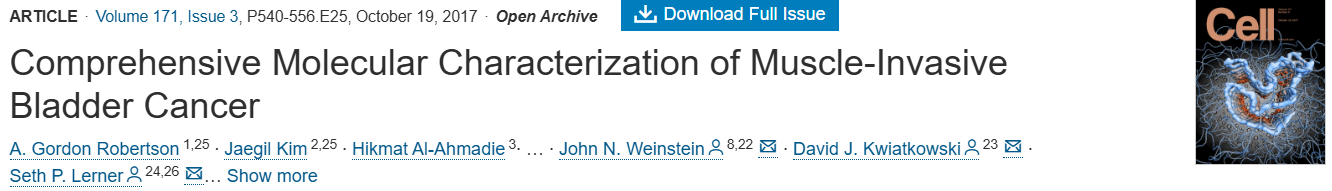 ARTICLE · Volume 171, Issue 3, P540-556.E25, October 19, 2017 · Open Archive
Download Full Issue
Comprehensive Molecular Characterization of Muscle-Invasive
Bladder Cancer
A. Gordon Robertson 1,25 · Jaegil Kim 2,25 · Hikmat Al-Ahmadie 3 · … · John N. Weinstein 8,22 · David J. Kwiatkowski 23 ·
Seth P. Lerner 24,26 … Show more
Cell